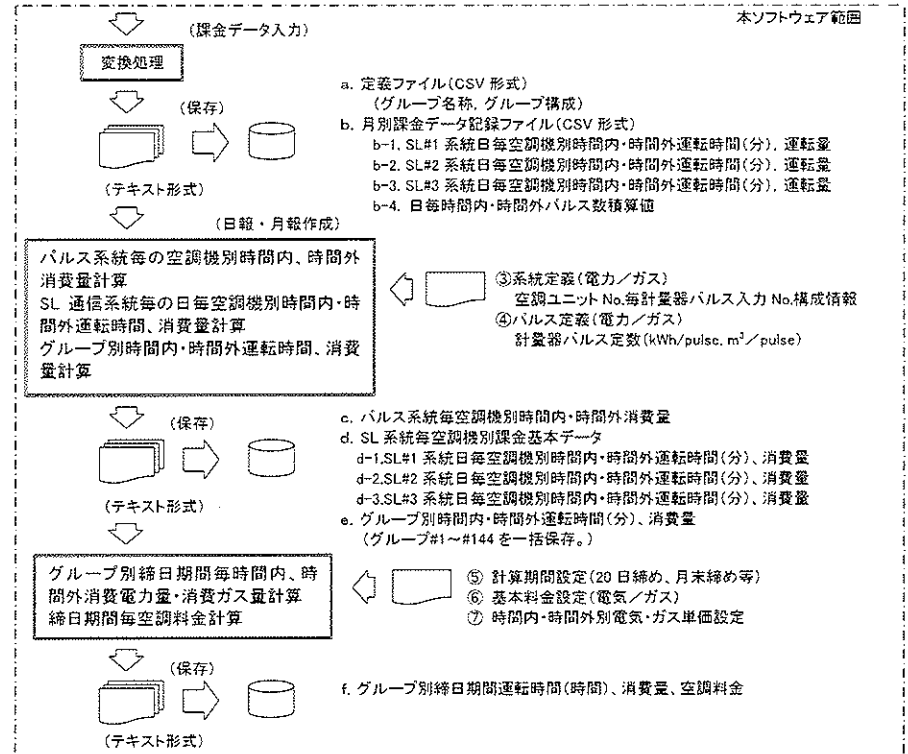 本ソフトウェア範囲
(課金データ入力)
変換処理
(保存)
(テキスト形式)
a. 定義ファイル(CSV 形式)
(グループ名称, グループ構成)
b. 月別課金データ記録ファイル(CSV 形式)
b-1. SL#1 系統日毎空調機別時間内・時間外運転時間(分), 運転量
b-2. SL#2 系統日毎空調機別時間内・時間外運転時間(分), 運転量
b-3. SL#3 系統日毎空調機別時間内・時間外運転時間(分), 運転量
b-4. 日毎時間内・時間外パルス数積算値
(日報・月報作成)
パルス系統毎の空調機別時間内、時間外
消費量計算
SL 通信系統毎の日毎空調機別時間内・時
間外運転時間、消費量計算
グループ別時間内・時間外運転時間、消費
量計算
③系統定義(電力/ガス)
空調ユニット No.毎計量器パルス入力 No.構成情報
④パルス定義(電力/ガス)
計量器パルス定数(kWh/pulse, m³/pulse)
(保存)
(テキスト形式)
c. パルス系統毎空調機別時間内・時間外消費量
d. SL 系統毎空調機別課金基本データ
d-1.SL#1 系統日毎空調機別時間内・時間外運転時間(分)、消費量
d-2.SL#2 系統日毎空調機別時間内・時間外運転時間(分)、消費量
d-3.SL#3 系統日毎空調機別時間内・時間外運転時間(分)、消費量
e. グループ別時間内・時間外運転時間(分)、消費量
(グループ#1~#144 を一括保存。)
グループ別締日期間毎時間内、時
間外消費電力量・消費ガス量計算
締日期間毎空調料金計算
⑤ 計算期間設定(20 日締め、月末締め等)
⑥ 基本料金設定(電気/ガス)
⑦ 時間内・時間外別電気・ガス単価設定
(保存)
(テキスト形式)
f. グループ別締日期間運転時間(時間)、消費量、空調料金